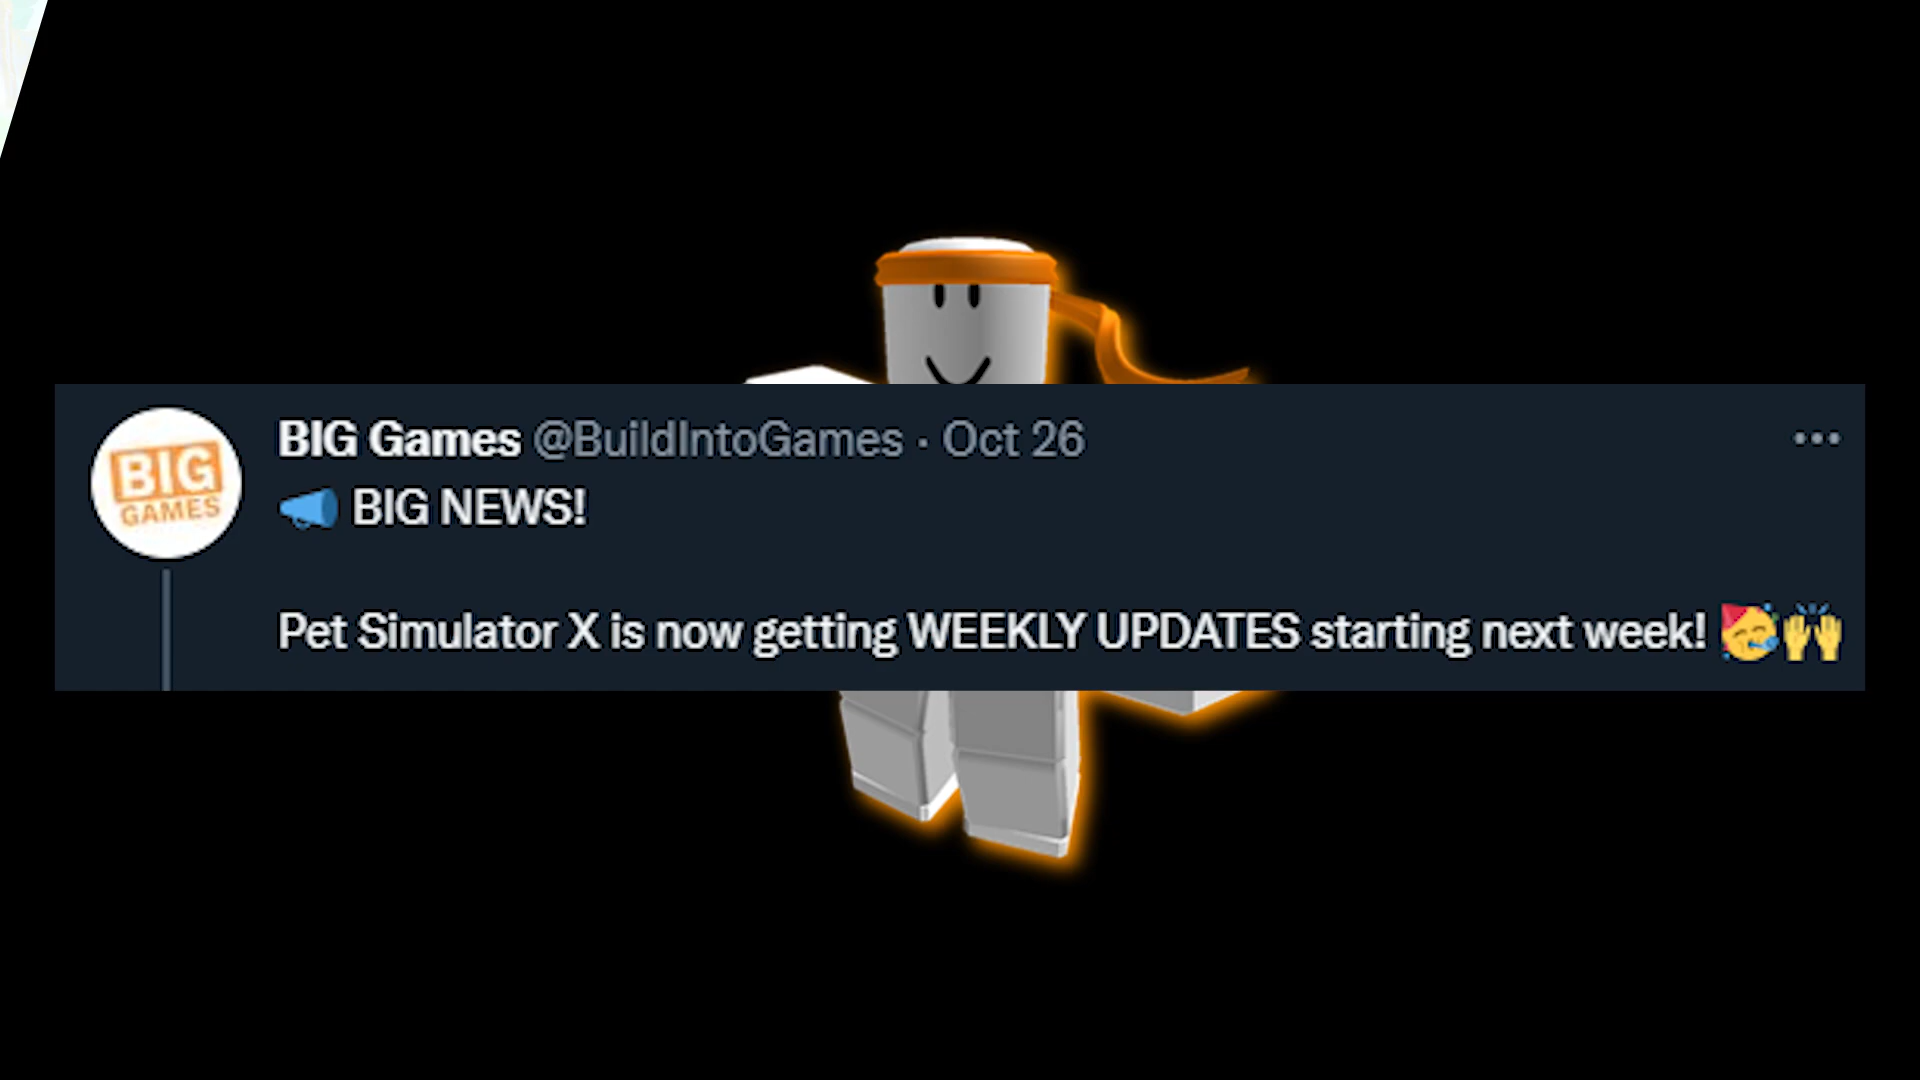 BIG Games @BuildIntoGames · Oct 26
BIG
GAMES
📣 BIG NEWS!
Pet Simulator X is now getting WEEKLY UPDATES starting next week! 🥳🙌